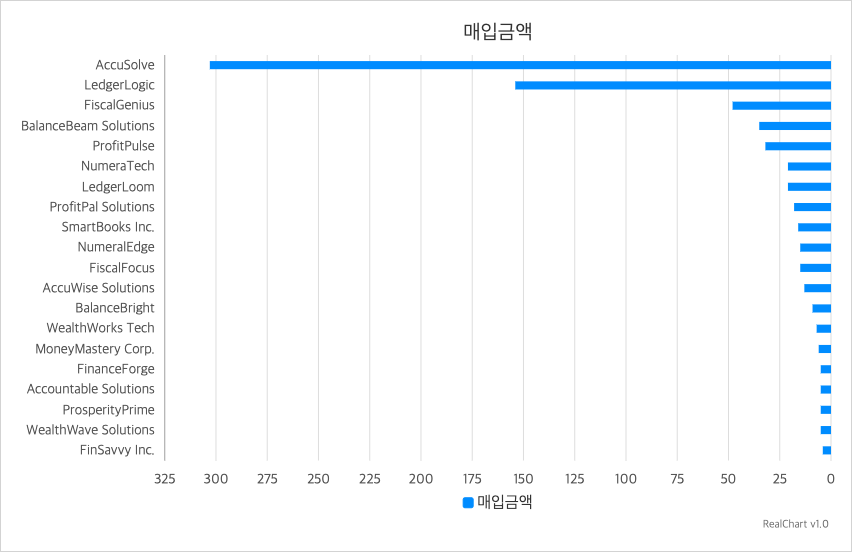 매입금액
AccuSolve
LedgerLogic
FiscalGenius
BalanceBeam Solutions
ProfitPulse
NumeraTech
LedgerLoom
ProfitPal Solutions
SmartBooks Inc.
NumeralEdge
FiscalFocus
AccuWise Solutions
BalanceBright
WealthWorks Tech
MoneyMastery Corp.
FinanceForge
Accountable Solutions
ProsperityPrime
WealthWave Solutions
FinSavvy Inc.
325 300 275 250 225 200 175 150 125 100 75 50 25 0
매입금액
RealChart v1.0